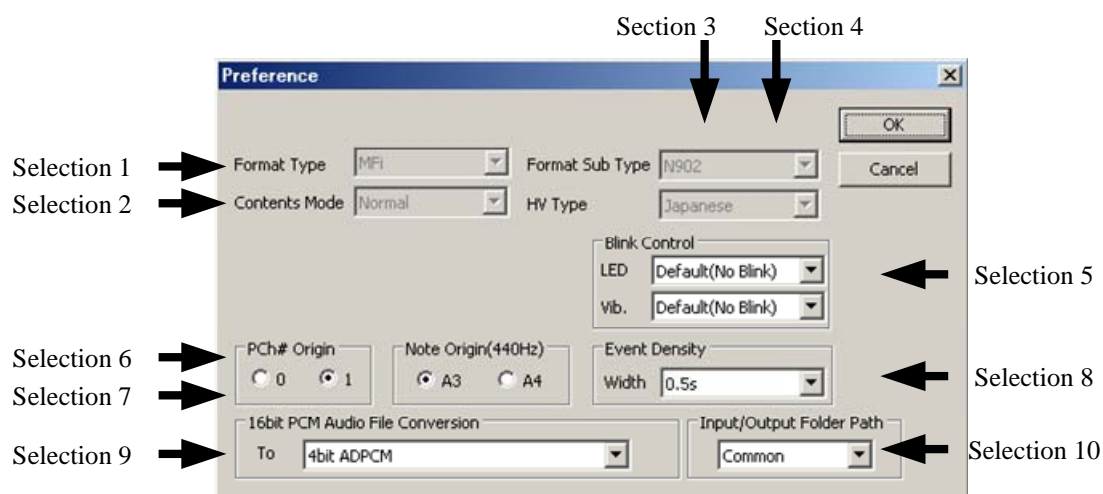 Section 3 Section 4
Preference
OK
Selection 1 Format Type MFi Format Sub Type N902 Cancel
Selection 2 Contents Mode Normal HV Type Japanese
Blink Control
LED Default(No Blink) Selection 5
Vib. Default(No Blink)
Selection 6 PCh# Origin Note Origin(440Hz) Event Density
0 1 A3 A4 Width 0.5s Selection 8
Selection 7
16bit PCM Audio File Conversion Input/Output Folder Path
Selection 9 To 4bit ADPCM Common Selection 10